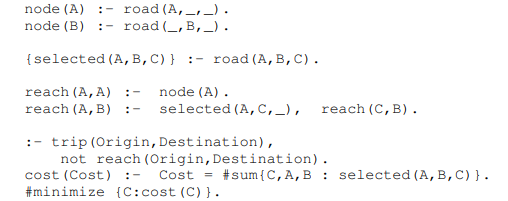 node(A) :- road(A,_,_).
node(B) :- road(_,B,_).
{selected(A,B,C)} :- road(A,B,C).
reach(A,A) :- node(A).
reach(A,B) :- selected(A,C,_), reach(C,B).
:- trip(Origin,Destination),
not reach(Origin,Destination).
cost(Cost) :- Cost = #sum{C,A,B : selected(A,B,C)}.
#minimize {C:cost(C)}.